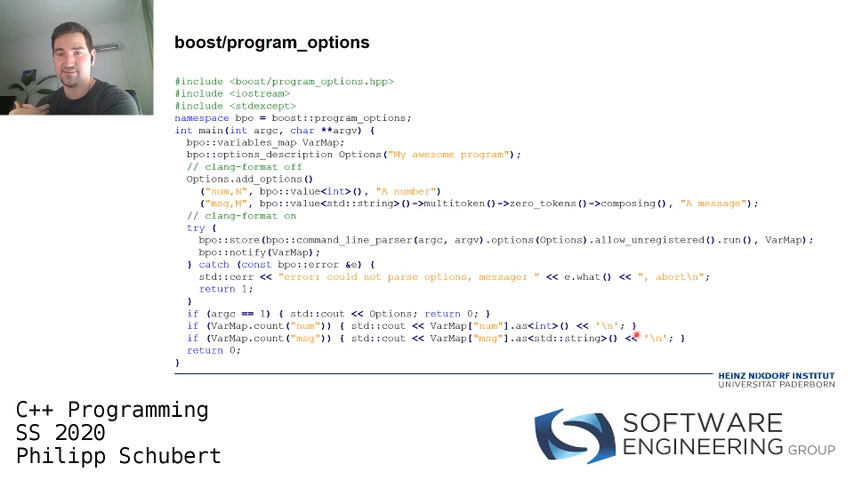 boost/program_options
#include <boost/program_options.hpp>
#include <iostream>
#include <stdexcept>
namespace bpo = boost::program_options;
int main(int argc, char **argv) {
bpo::variables_map VarMap;
bpo::options_description Options("My awesome program");
// clang-format off
Options.add_options()
("num,N", bpo::value<int>(), "A number")
("msg,M", bpo::value<std::string>()->multitoken()->zero_tokens()->composing(), "A message");
// clang-format on
try {
bpo::store(bpo::command_line_parser(argc, argv).options(Options).allow_unregistered().run(), VarMap);
bpo::notify(VarMap);
} catch (const bpo::error &e) {
std::cerr << "error: could not parse options, message: " << e.what() << ", abort\n";
return 1;
}
if (argc == 1) { std::cout << Options; return 0; }
if (VarMap.count("num")) { std::cout << VarMap["num"].as<int>() << '\n'; }
if (VarMap.count("msg")) { std::cout << VarMap["msg"].as<std::string>() << '\n'; }
return 0;
}
HEINZ NIXDORF INSTITUT
UNIVERSITÄT PADERBORN
C++ Programming
SS 2020
Philipp Schubert
SOFTWARE
ENGINEERING GROUP